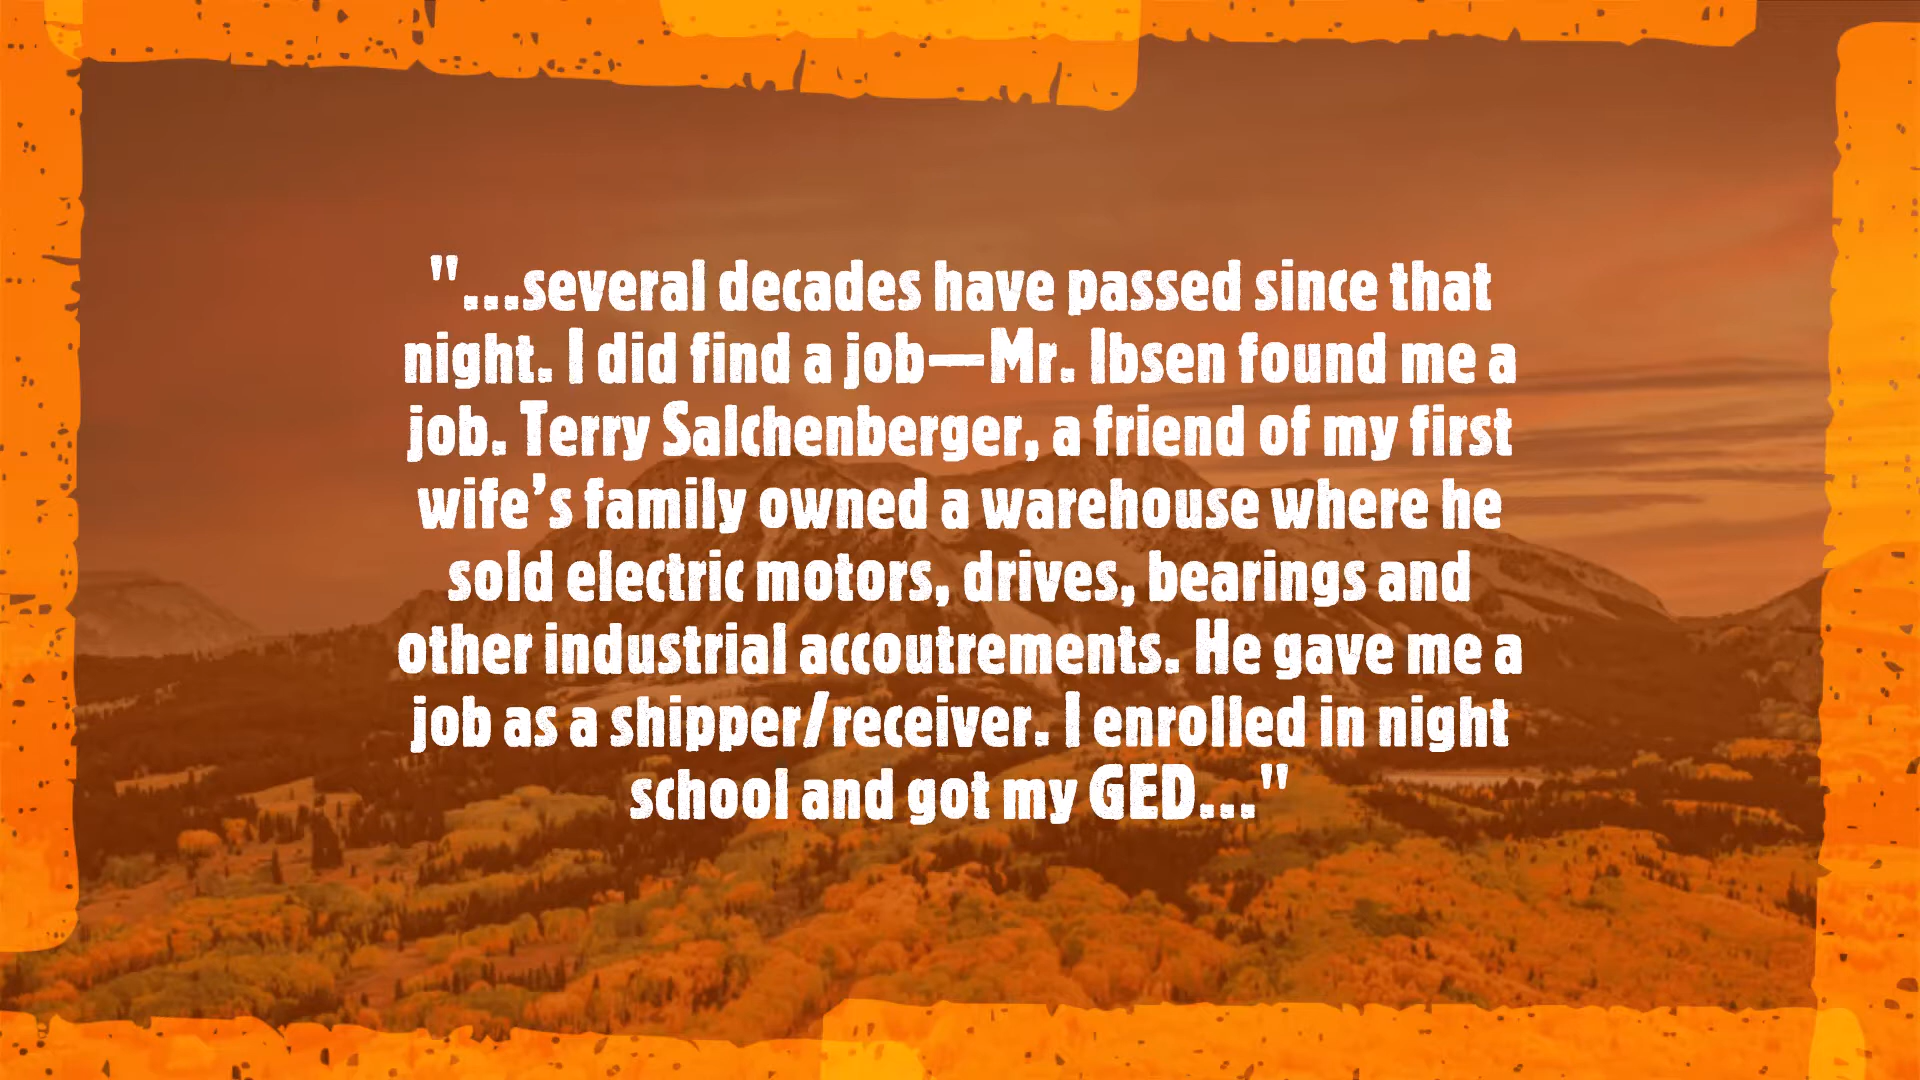 "...several decades have passed since that
night. I did find a job—Mr. Ibsen found me a
job. Terry Salchenberger, a friend of my first
wife’s family owned a warehouse where he
sold electric motors, drives, bearings and
other industrial accoutrements. He gave me a
job as a shipper/receiver. I enrolled in night
school and got my GED..."